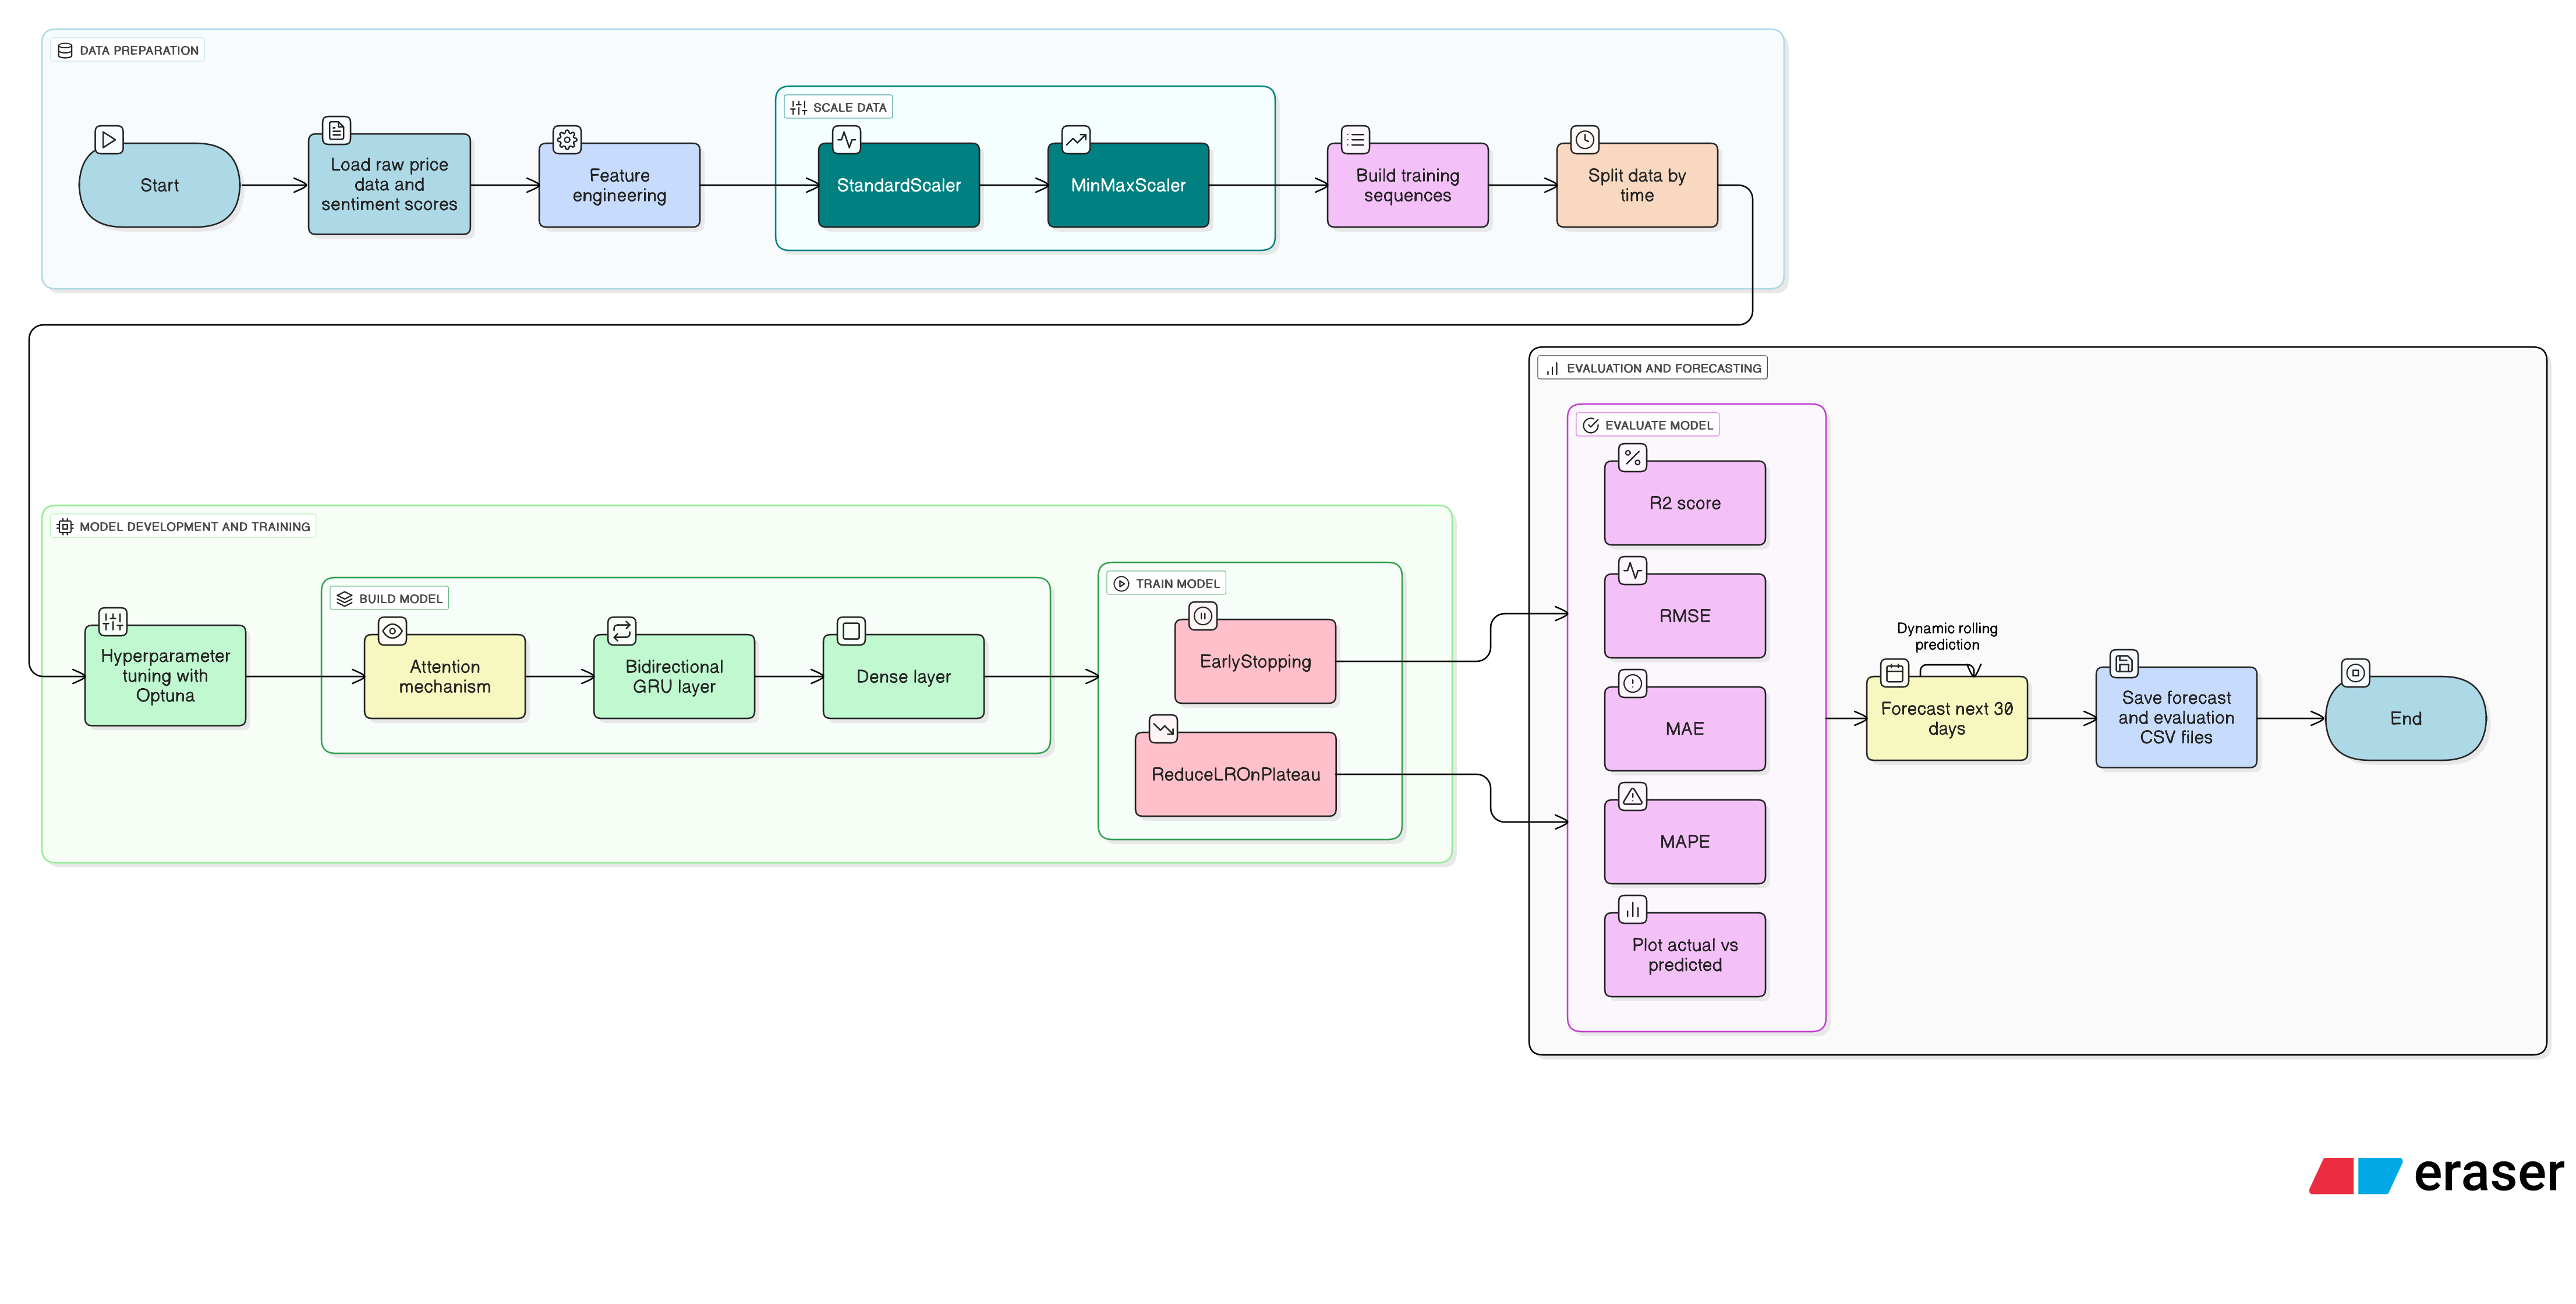 DATA PREPARATION
SCALE DATA
Start
Load raw price
data and
sentiment scores
Feature
engineering
StandardScaler
MinMaxScaler
Build training
sequences
Split data by
time
MODEL DEVELOPMENT AND TRAINING
Hyperparameter
tuning with
Optuna
BUILD MODEL
Attention
mechanism
Bidirectional
GRU layer
Dense layer
TRAIN MODEL
EarlyStopping
ReduceLROnPlateau
EVALUATION AND FORECASTING
EVALUATE MODEL
R2 score
RMSE
MAE
MAPE
Plot actual vs
predicted
Dynamic rolling
prediction
Forecast next 30
days
Save forecast
and evaluation
CSV files
End
eraser